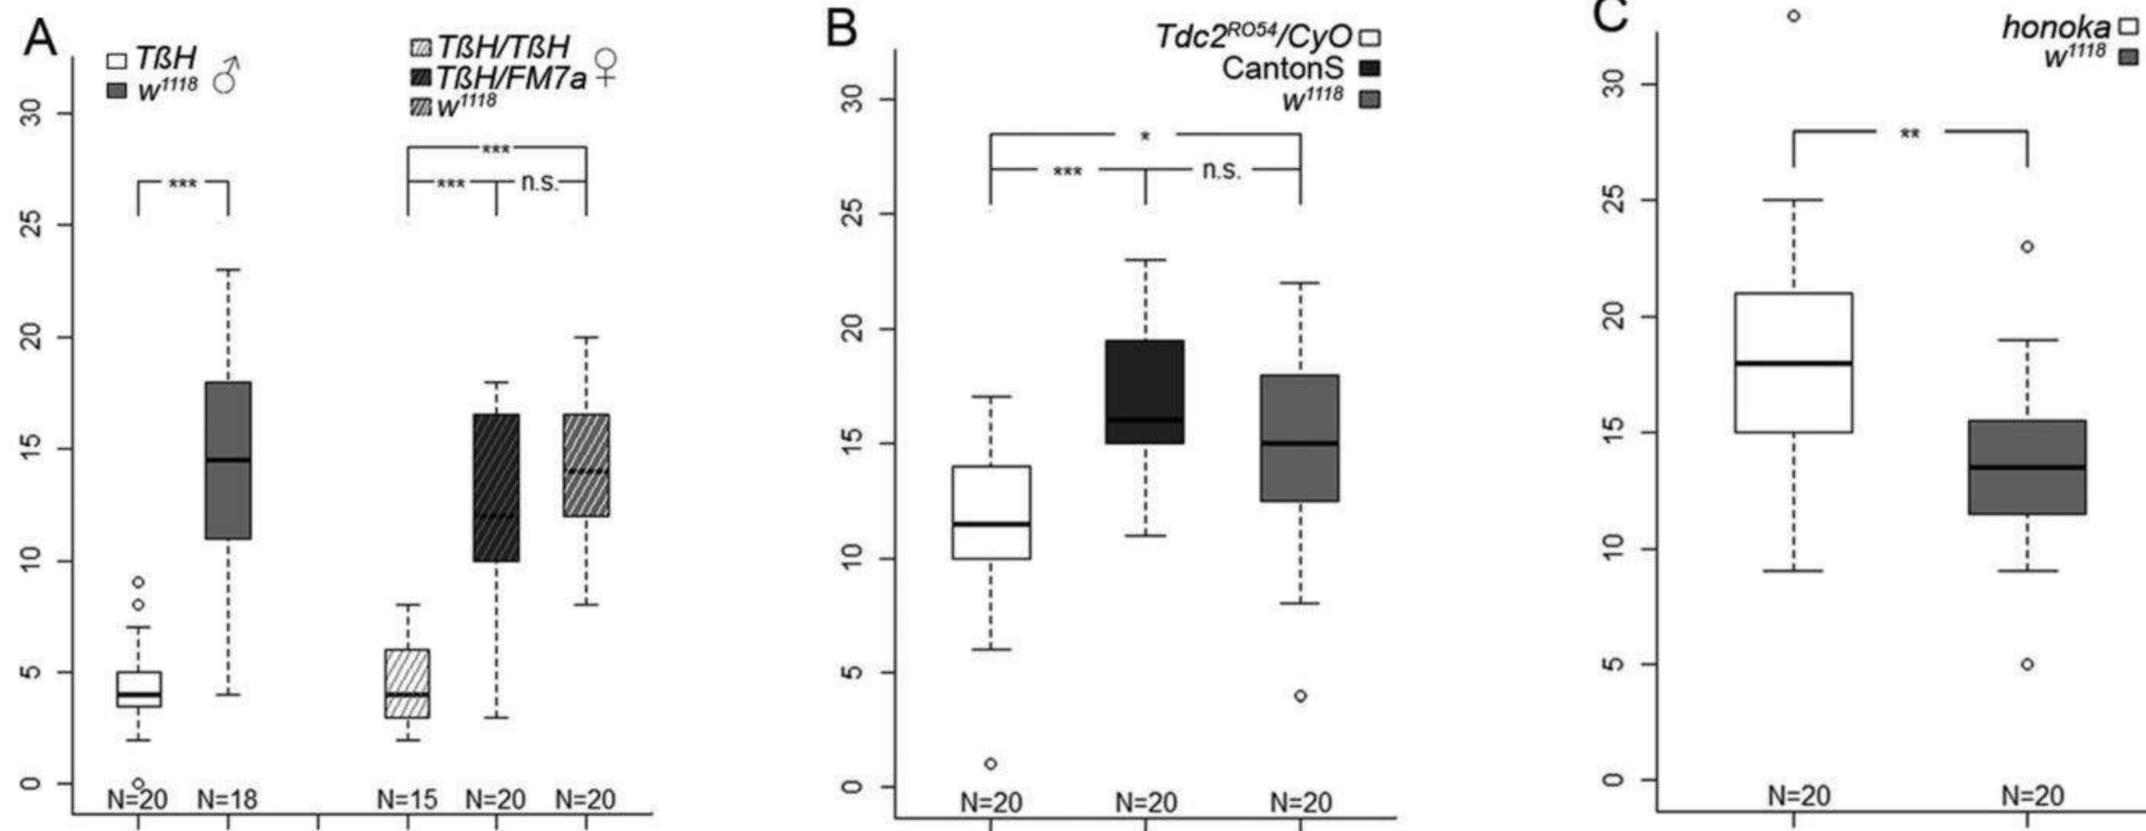 A
TßH
w1118 ♂
TßH/TßH
TßH/FM7a ♀
w1118
30
25
20
15
10
5
0
***
***
*** n.s.
N=20 N=18 N=15 N=20 N=20
B
Tdc2RO54/CyO
CantonS
w1118
30
25
20
15
10
5
0
*
*** n.s.
N=20 N=20 N=20
C
honoka
w1118
30
25
20
15
10
5
0
**
N=20 N=20